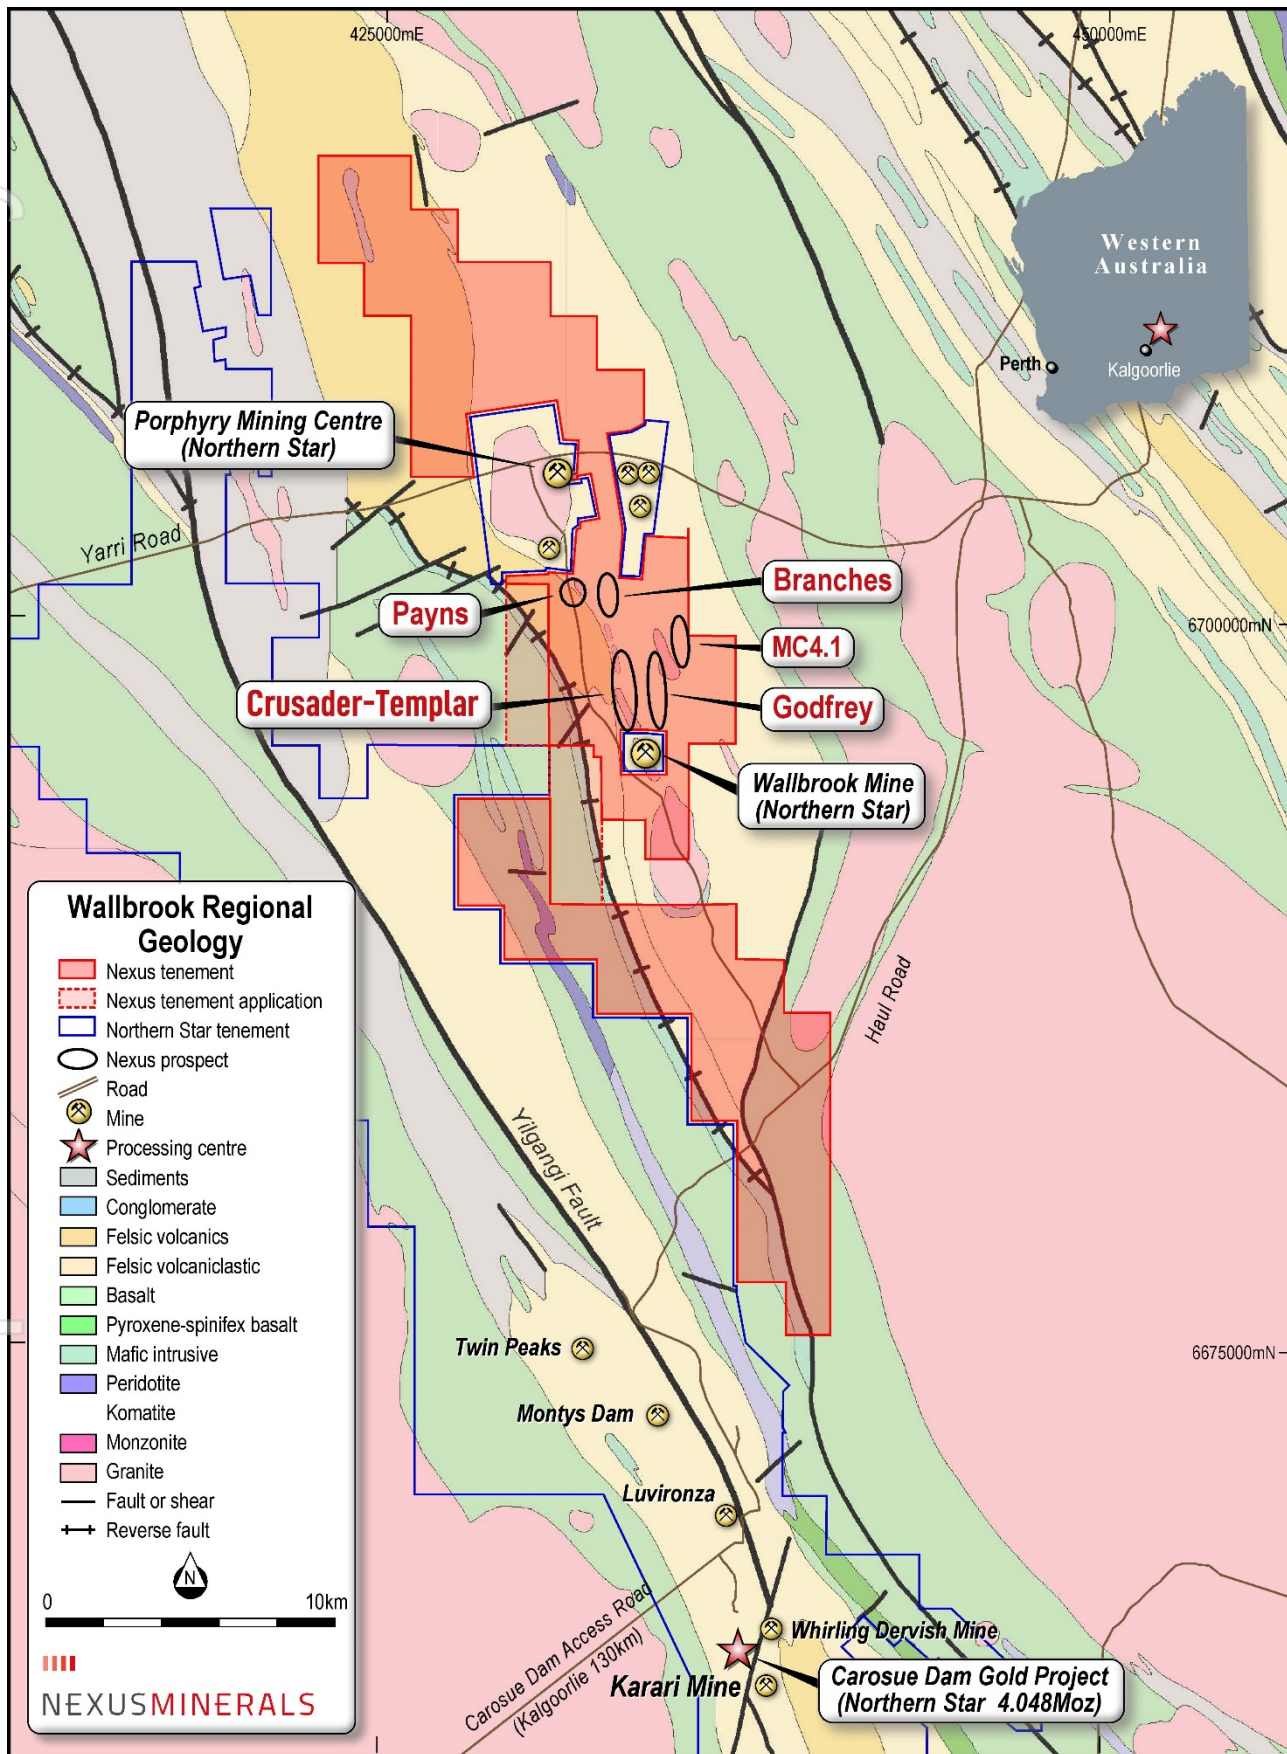 425000mE
450000mE
Western
Australia
Perth
Kalgoorlie
Porphyry Mining Centre
(Northern Star)
Yarri Road
Branches
Payns
6700000mN
MC4.1
Crusader-Templar
Godfrey
Wallbrook Mine
(Northern Star)
Haul Road
Wallbrook Regional
Geology
Nexus tenement
Nexus tenement application
Northern Star tenement
Nexus prospect
Road
Mine
Processing centre
Sediments
Conglomerate
Felsic volcanics
Felsic volcaniclastic
Basalt
Pyroxene-spinifex basalt
Mafic intrusive
Peridotite
Komatite
Monzonite
Granite
Fault or shear
Reverse fault
N
0 10km
NEXUSMINERALS
Yilgangi Fault
Twin Peaks
6675000mN
Montys Dam
Luvironza
Carosue Dam Access Road
(Kalgoorlie 130km)
Whirling Dervish Mine
Karari Mine
Carosue Dam Gold Project
(Northern Star 4.048Moz)